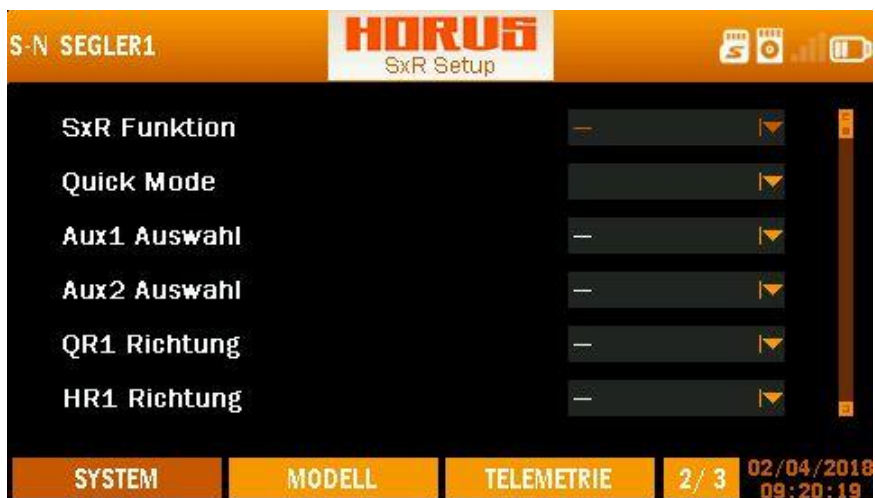 S-N SEGLER1
HORUS
SxR Setup
SxR Funktion —
Quick Mode
Aux1 Auswahl —
Aux2 Auswahl —
QR1 Richtung —
HR1 Richtung —
SYSTEM MODELL TELEMETRIE 2/ 3 02/04/2018
09:20:19